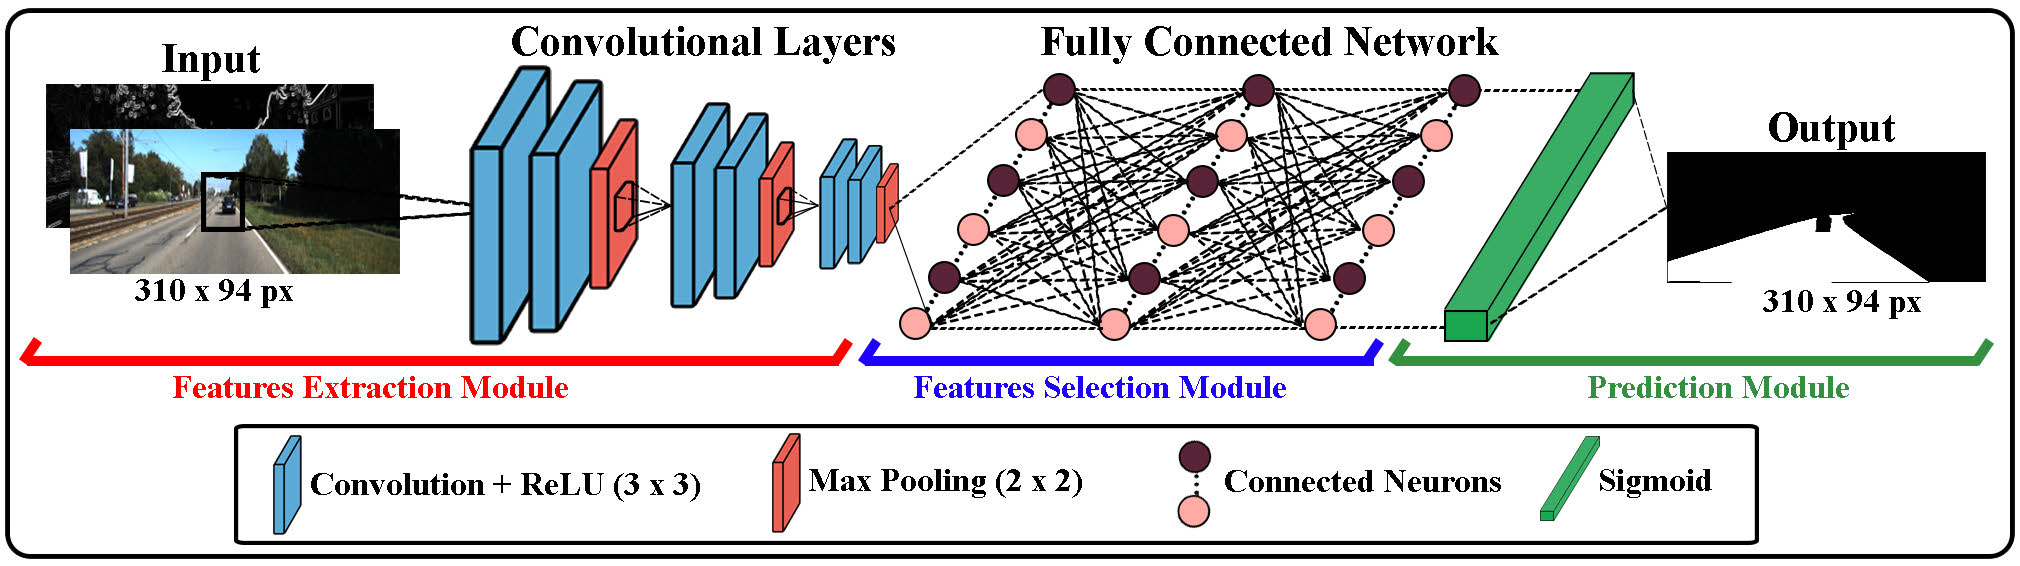 Input
Convolutional Layers
Fully Connected Network
Output
310 x 94 px
310 x 94 px
Features Extraction Module
Features Selection Module
Prediction Module
Convolution + ReLU (3 x 3)
Max Pooling (2 x 2)
Connected Neurons
Sigmoid